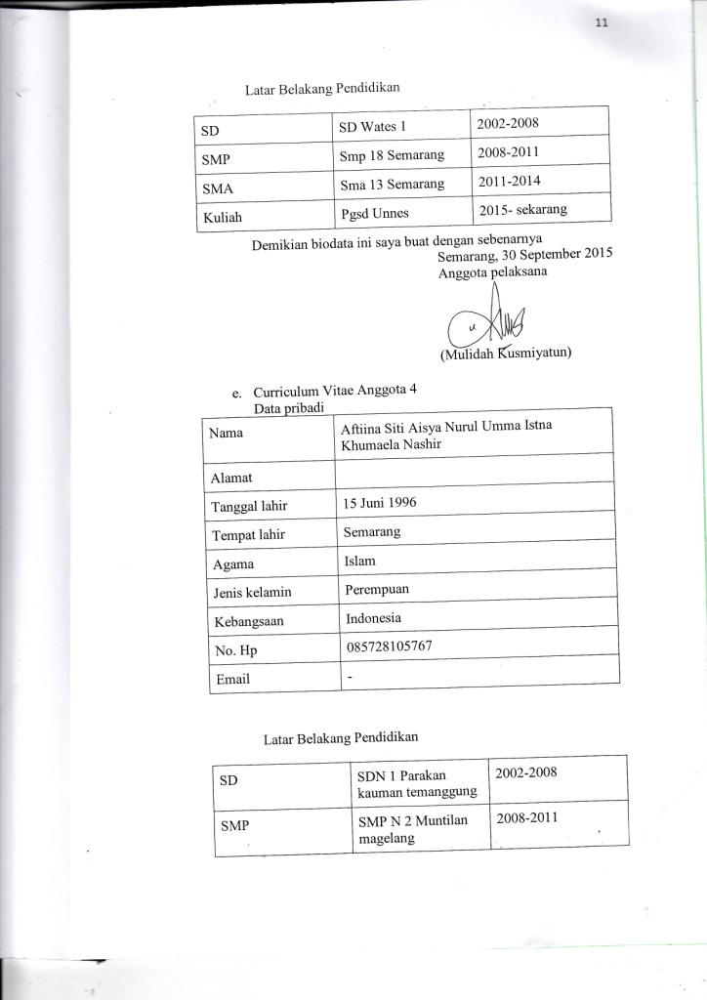 11
Latar Belakang Pendidikan
SD SD Wates 1 2002-2008
SMP Smp 18 Semarang 2008-2011
SMA Sma 13 Semarang 2011-2014
Kuliah Pgsd Unnes 2015- sekarang
Demikian biodata ini saya buat dengan sebenarnya
Semarang, 30 September 2015
Anggota pelaksana
(Mulidah Kusmiyatun)
e. Curriculum Vitae Anggota 4
Data pribadi
Nama Aftiina Siti Aisya Nurul Umma Istna
Khumaela Nashir
Alamat
Tanggal lahir 15 Juni 1996
Tempat lahir Semarang
Agama Islam
Jenis kelamin Perempuan
Kebangsaan Indonesia
No. Hp 085728105767
Email -
Latar Belakang Pendidikan
SD SDN 1 Parakan 2002-2008
kauman temanggung
SMP SMP N 2 Muntilan 2008-2011
magelang